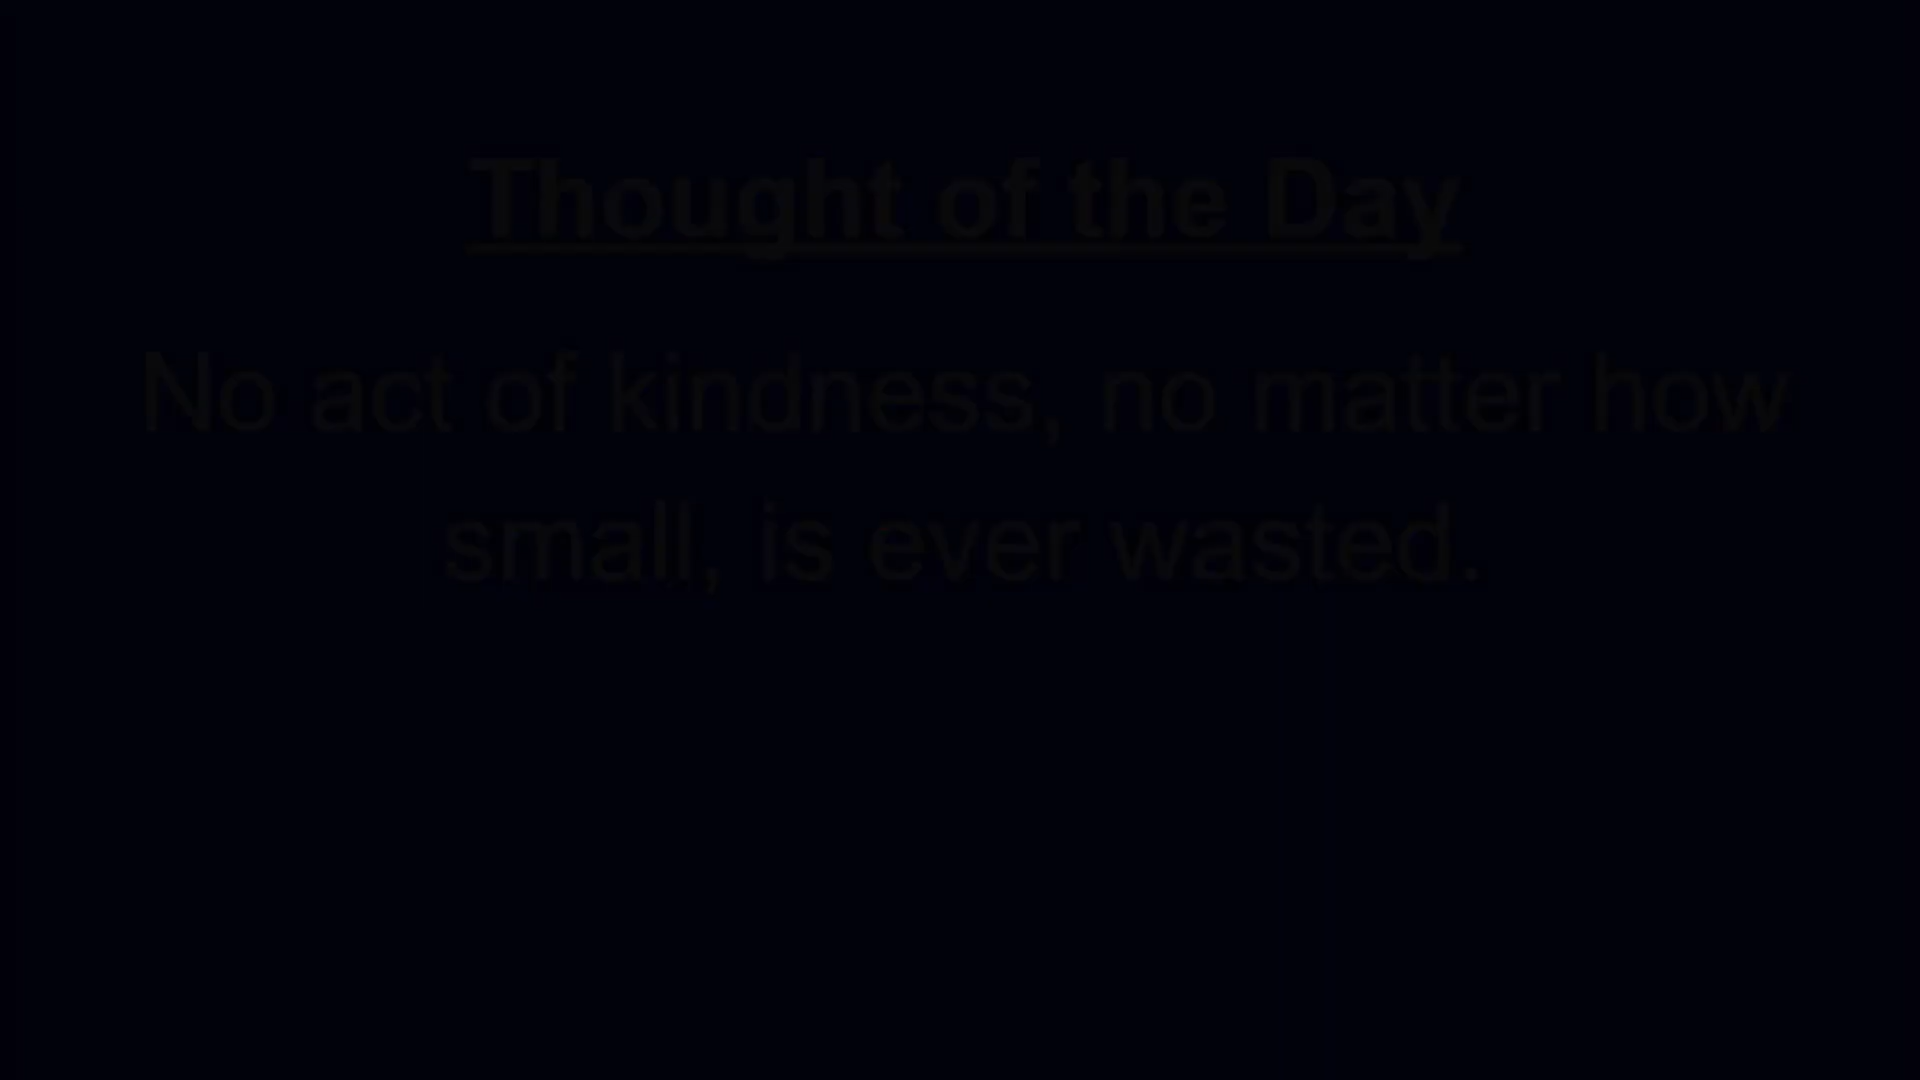 Thought of the Day
No act of kindness, no matter how
small, is ever wasted.